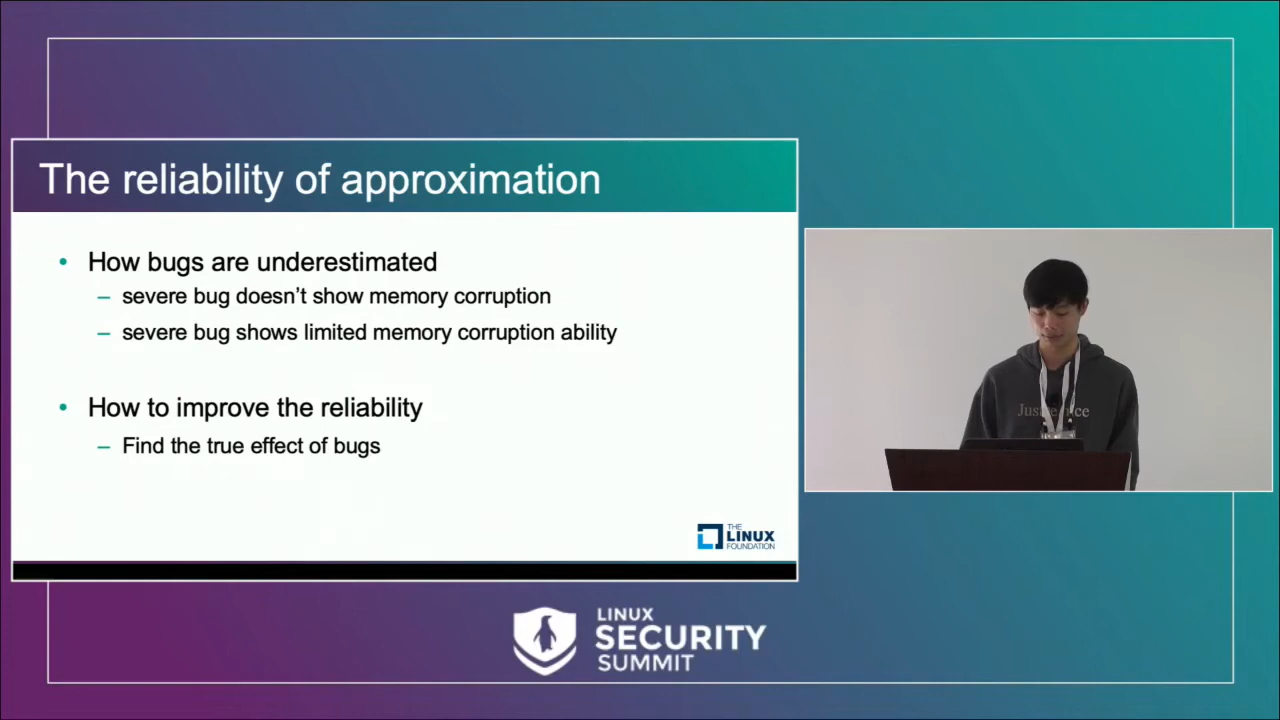 The reliability of approximation
• How bugs are underestimated
– severe bug doesn’t show memory corruption
– severe bug shows limited memory corruption ability
• How to improve the reliability
– Find the true effect of bugs
THE
LINUX
FOUNDATION
LINUX
SECURITY
SUMMIT